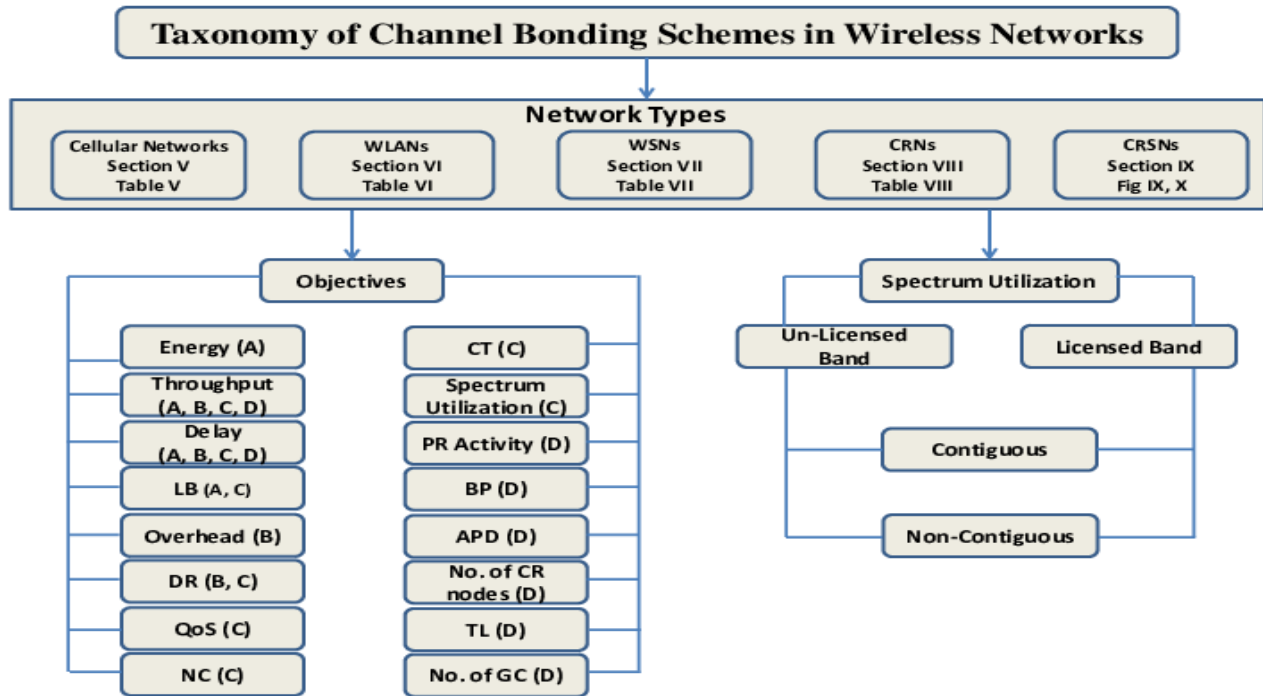 Taxonomy of Channel Bonding Schemes in Wireless Networks
Network Types
Cellular Networks
Section V
Table V
WLANs
Section VI
Table VI
WSNs
Section VII
Table VII
CRNs
Section VIII
Table VIII
CRSNs
Section IX
Fig IX, X
Objectives
Energy (A)
Throughput
(A, B, C, D)
Delay
(A, B, C, D)
LB (A, C)
Overhead (B)
DR (B, C)
QoS (C)
NC (C)
CT (C)
Spectrum
Utilization (C)
PR Activity (D)
BP (D)
APD (D)
No. of CR
nodes (D)
TL (D)
No. of GC (D)
Spectrum Utilization
Un-Licensed
Band
Licensed Band
Contiguous
Non-Contiguous